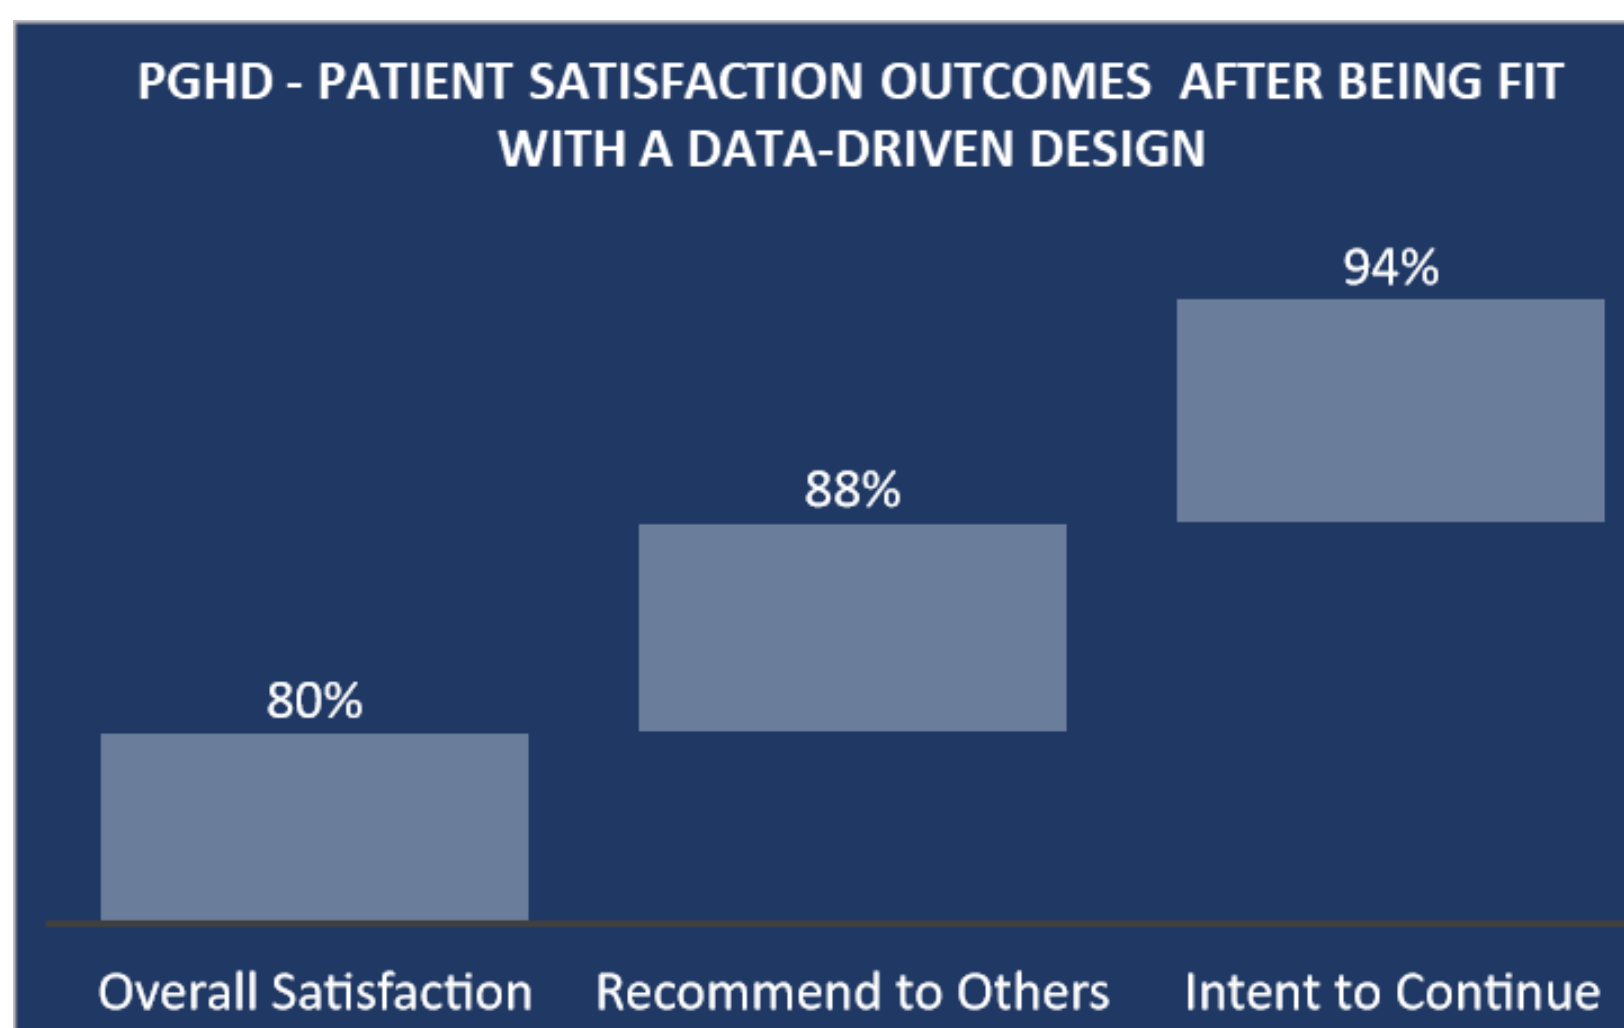 PGHD - PATIENT SATISFACTION OUTCOMES  AFTER BEING FIT
WITH A DATA-DRIVEN DESIGN
94%
88%
80%
Overall Satisfaction
Recommend to Others
Intent to Continue